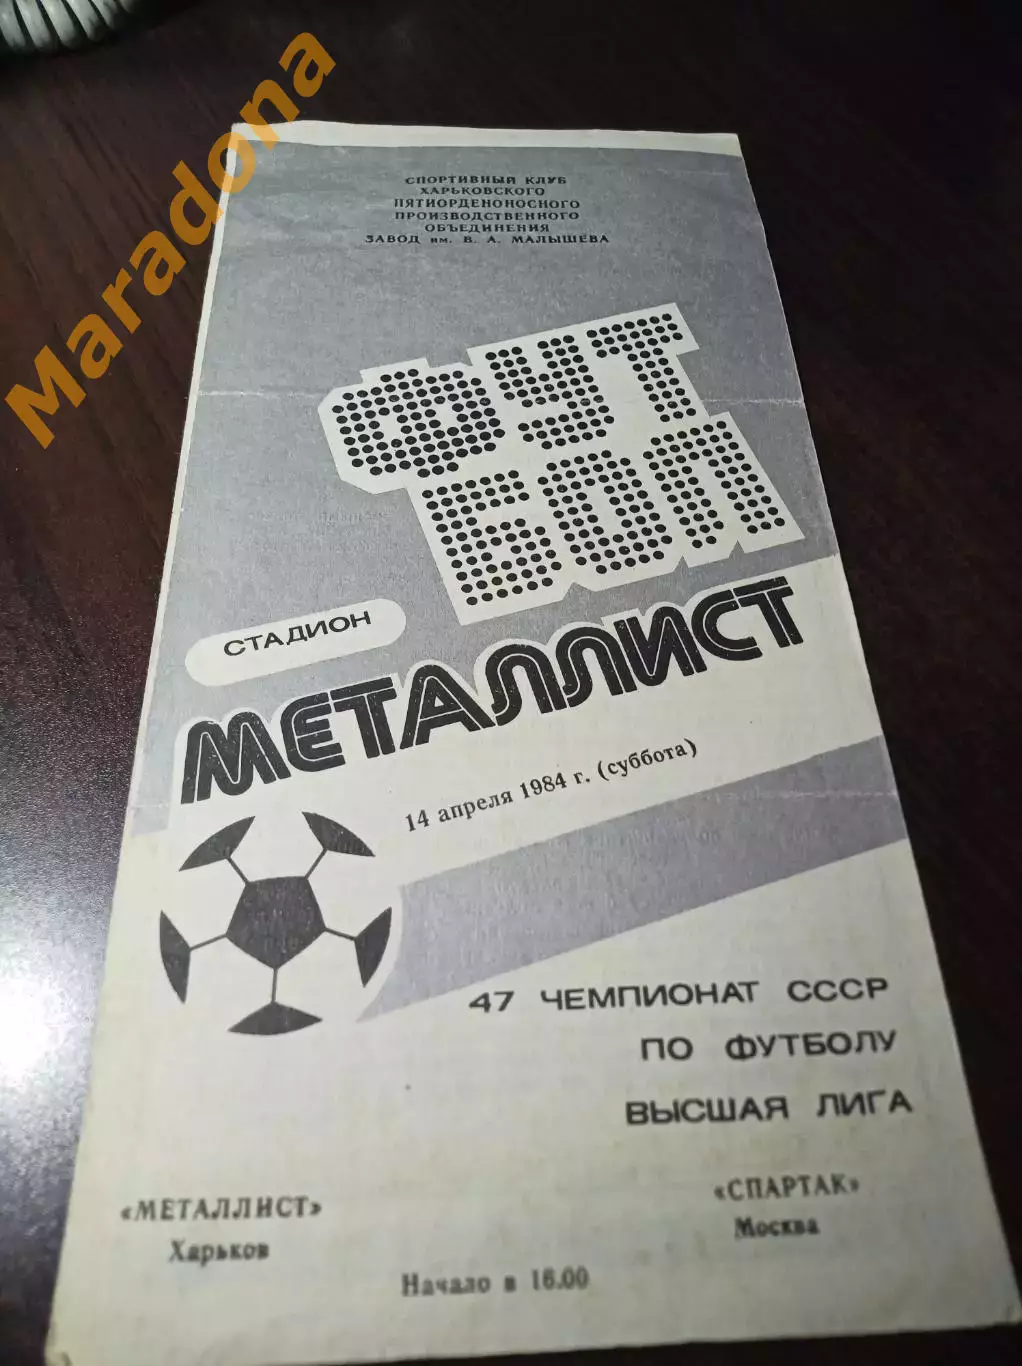 Maradona
СПОРТИВНЫЙ КЛУБ
ХАРЬКОВСКОГО
ПЯТИОРДЕНОНОСНОГО
ПРОИЗВОДСТВЕННОГО
ОБЪЕДИНЕНИЯ
ЗАВОД им. В. А. МАЛЫШЕВА
ФУТ
БОЛ
СТАДИОН
МЕТАЛЛИСТ
14 апреля 1984 г. (суббота)
47 ЧЕМПИОНАТ СССР
ПО ФУТБОЛУ
ВЫСШАЯ ЛИГА
«МЕТАЛЛИСТ»
Харьков
«СПАРТАК»
Москва
Начало в 16.00